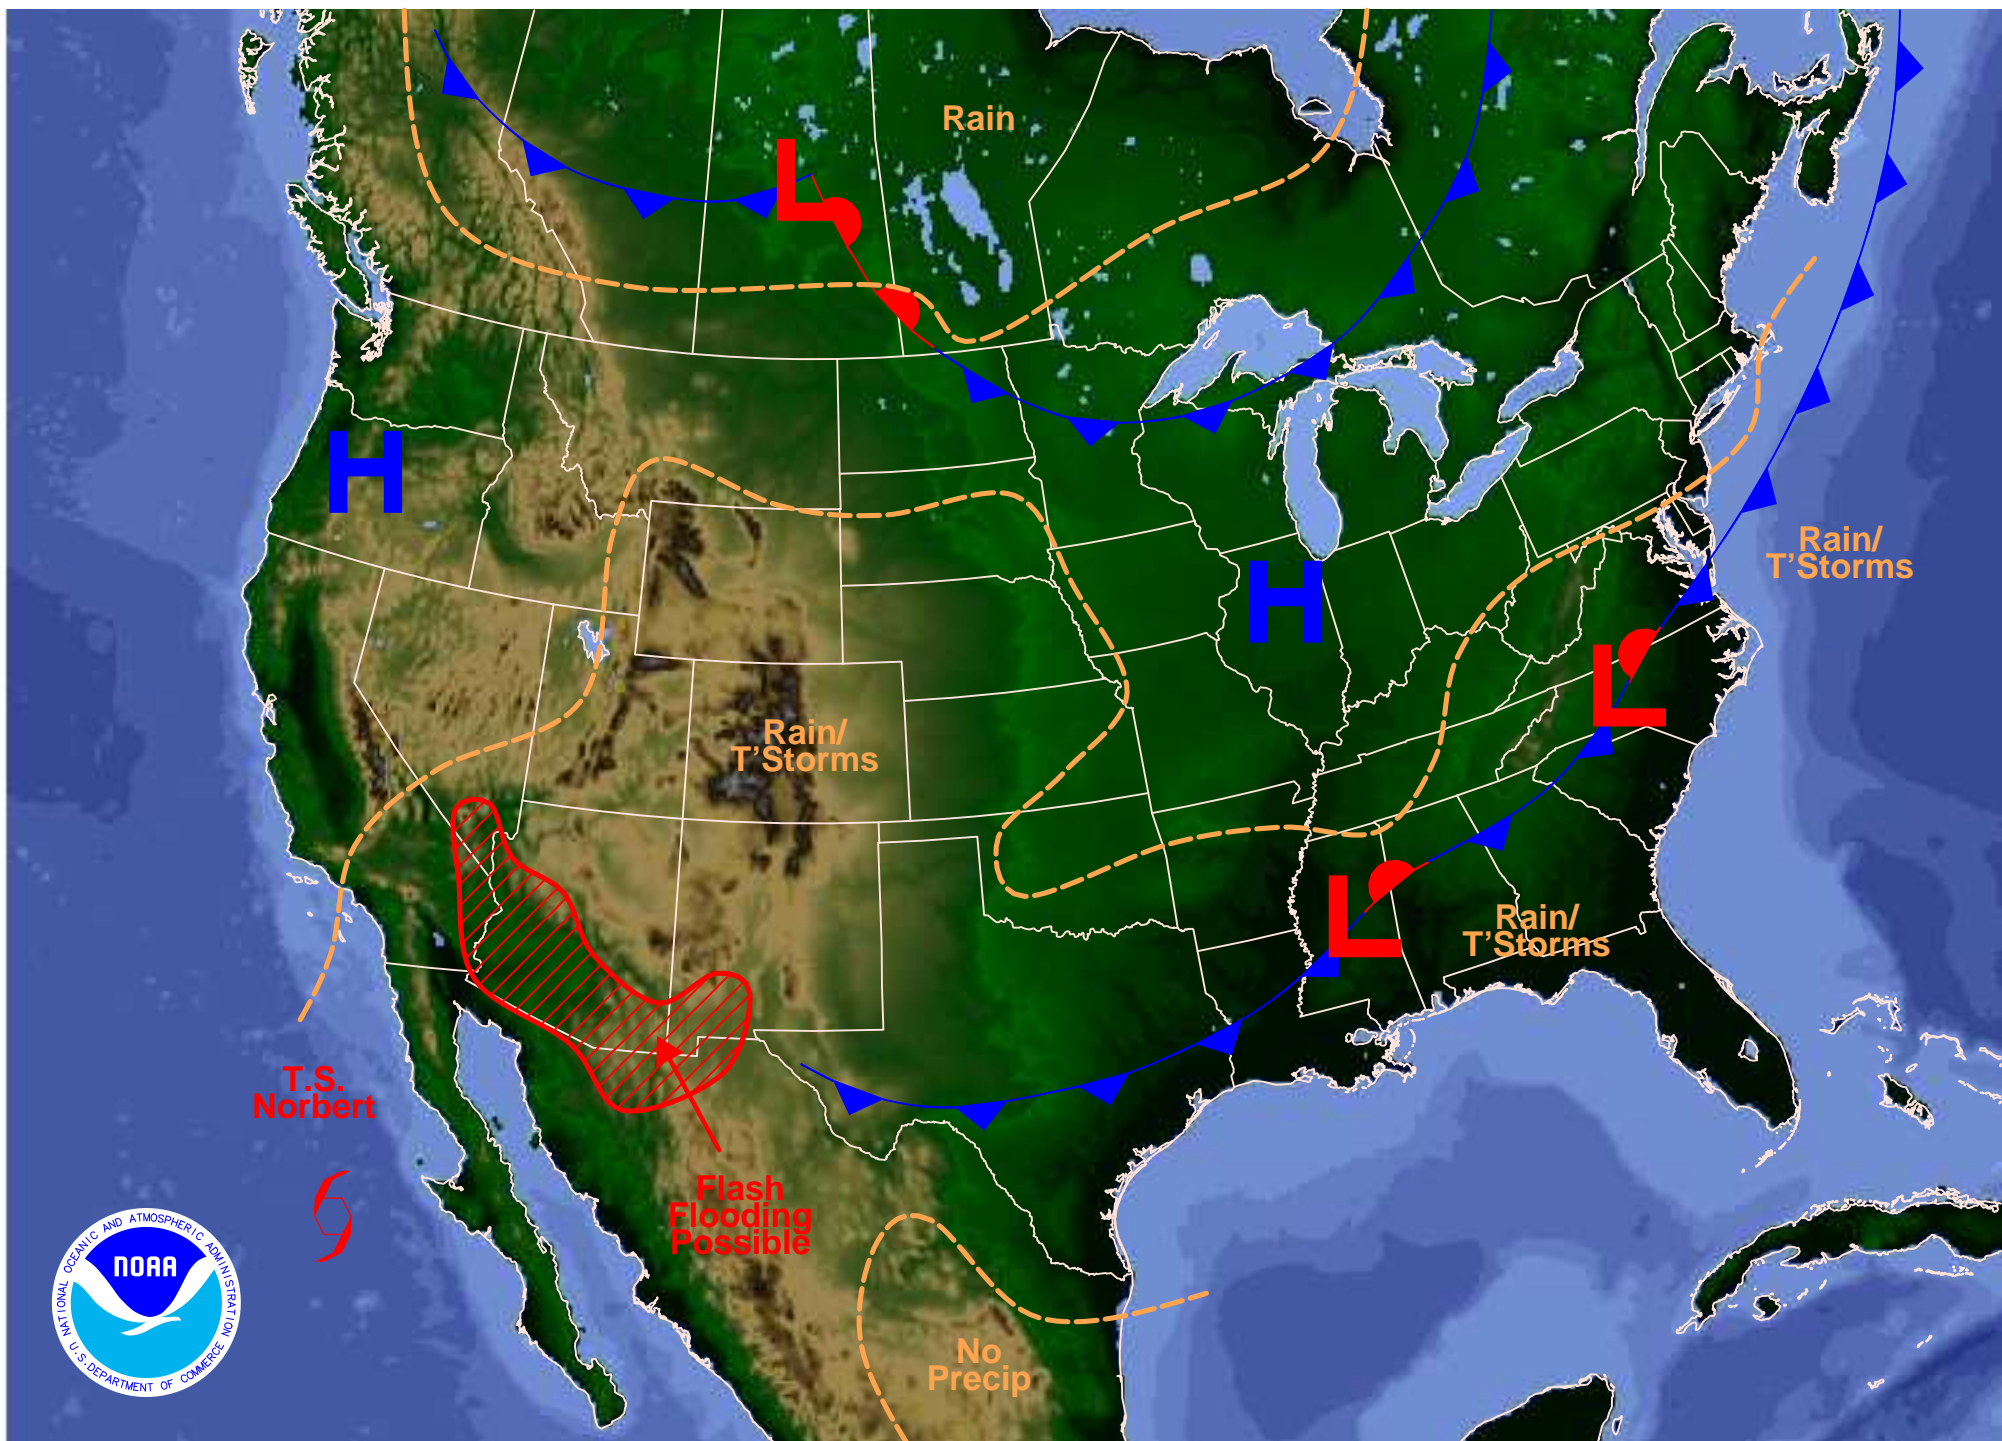 Rain
L
H
Rain/
T'Storms
H
L
Rain/
T'Storms
L
Rain/
T'Storms
T.S.
Norbert
Flash
Flooding
Possible
No
Precip
NATIONAL OCEANIC AND ATMOSPHERIC ADMINISTRATION
NOAA
U.S. DEPARTMENT OF COMMERCE